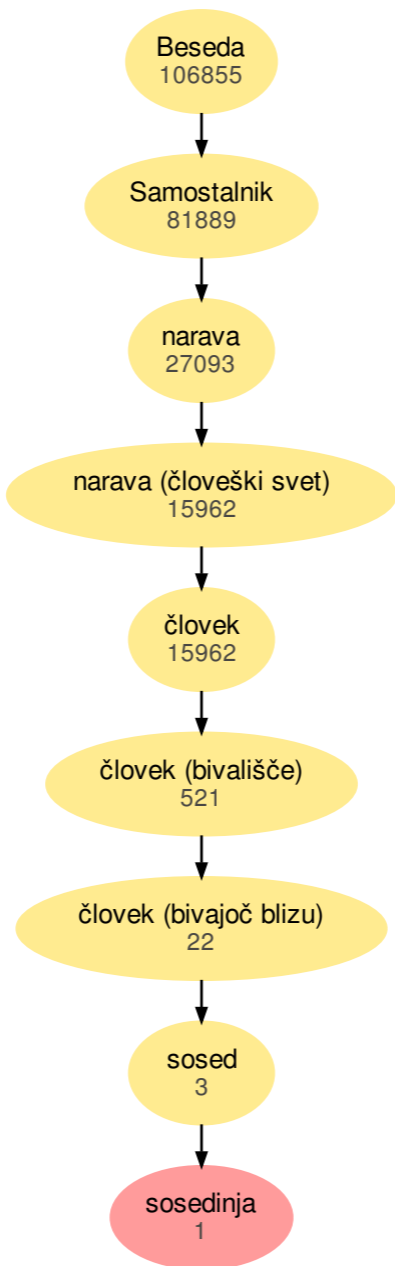 Beseda
106855
Samostalnik
81889
narava
27093
narava (človeški svet)
15962
človek
15962
človek (bivališče)
521
človek (bivajoč blizu)
22
sosed
3
sosedinja
1